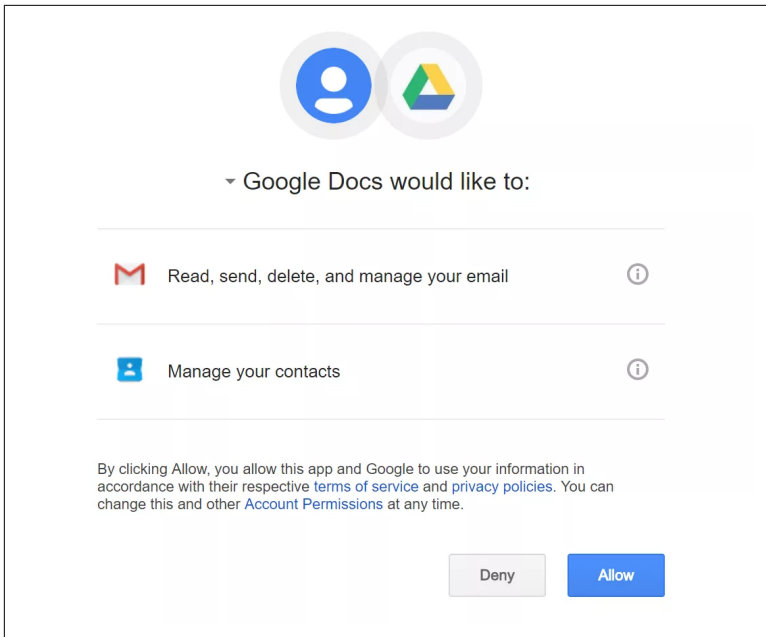 Google Docs would like to:
Read, send, delete, and manage your email
Manage your contacts
By clicking Allow, you allow this app and Google to use your information in
accordance with their respective terms of service and privacy policies. You can
change this and other Account Permissions at any time.
Deny
Allow